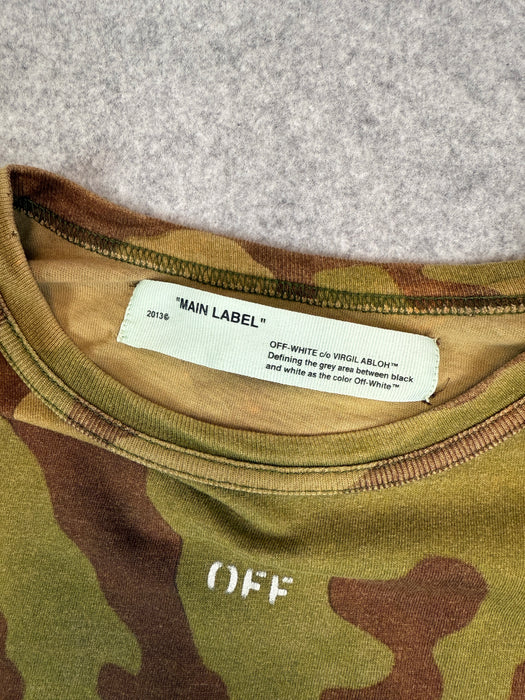 "MAIN LABEL"
2013©
OFF-WHITE c/o VIRGIL ABLOH™
Defining the grey area between black
and white as the color Off-White™
OFF